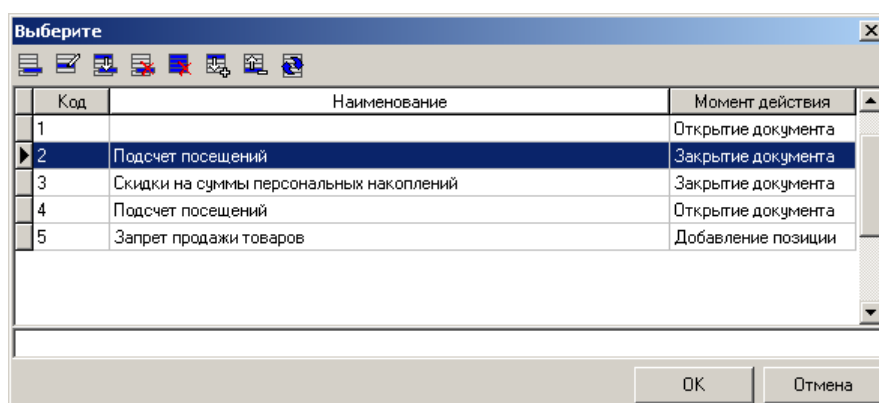 Выберите
Код Наименование Момент действия
1 Открытие документа
2 Подсчет посещений Закрытие документа
3 Скидки на суммы персональных накоплений Закрытие документа
4 Подсчет посещений Открытие документа
5 Запрет продажи товаров Добавление позиции
OK Отмена